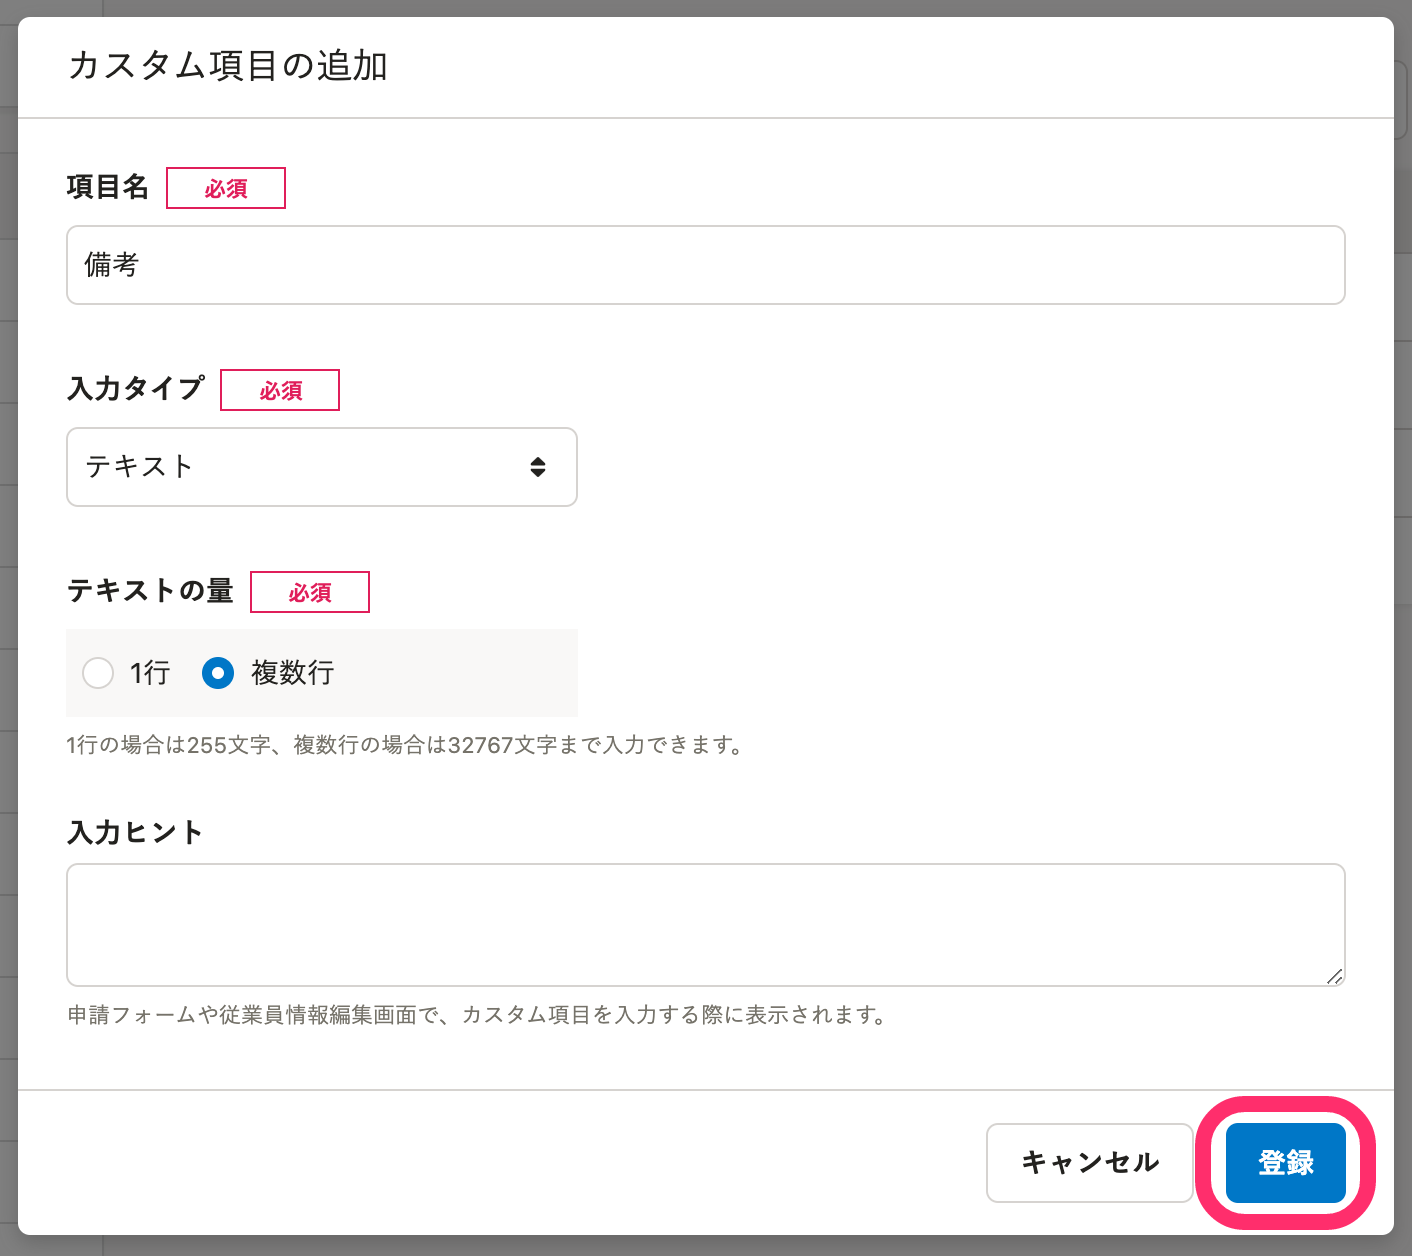 カスタム項目の追加
項目名 必須
備考
入力タイプ 必須
テキスト
テキストの量 必須
1行 複数行
1行の場合は255文字、複数行の場合は32767文字まで入力できます。
入力ヒント
申請フォームや従業員情報編集画面で、カスタム項目を入力する際に表示されます。
キャンセル 登録